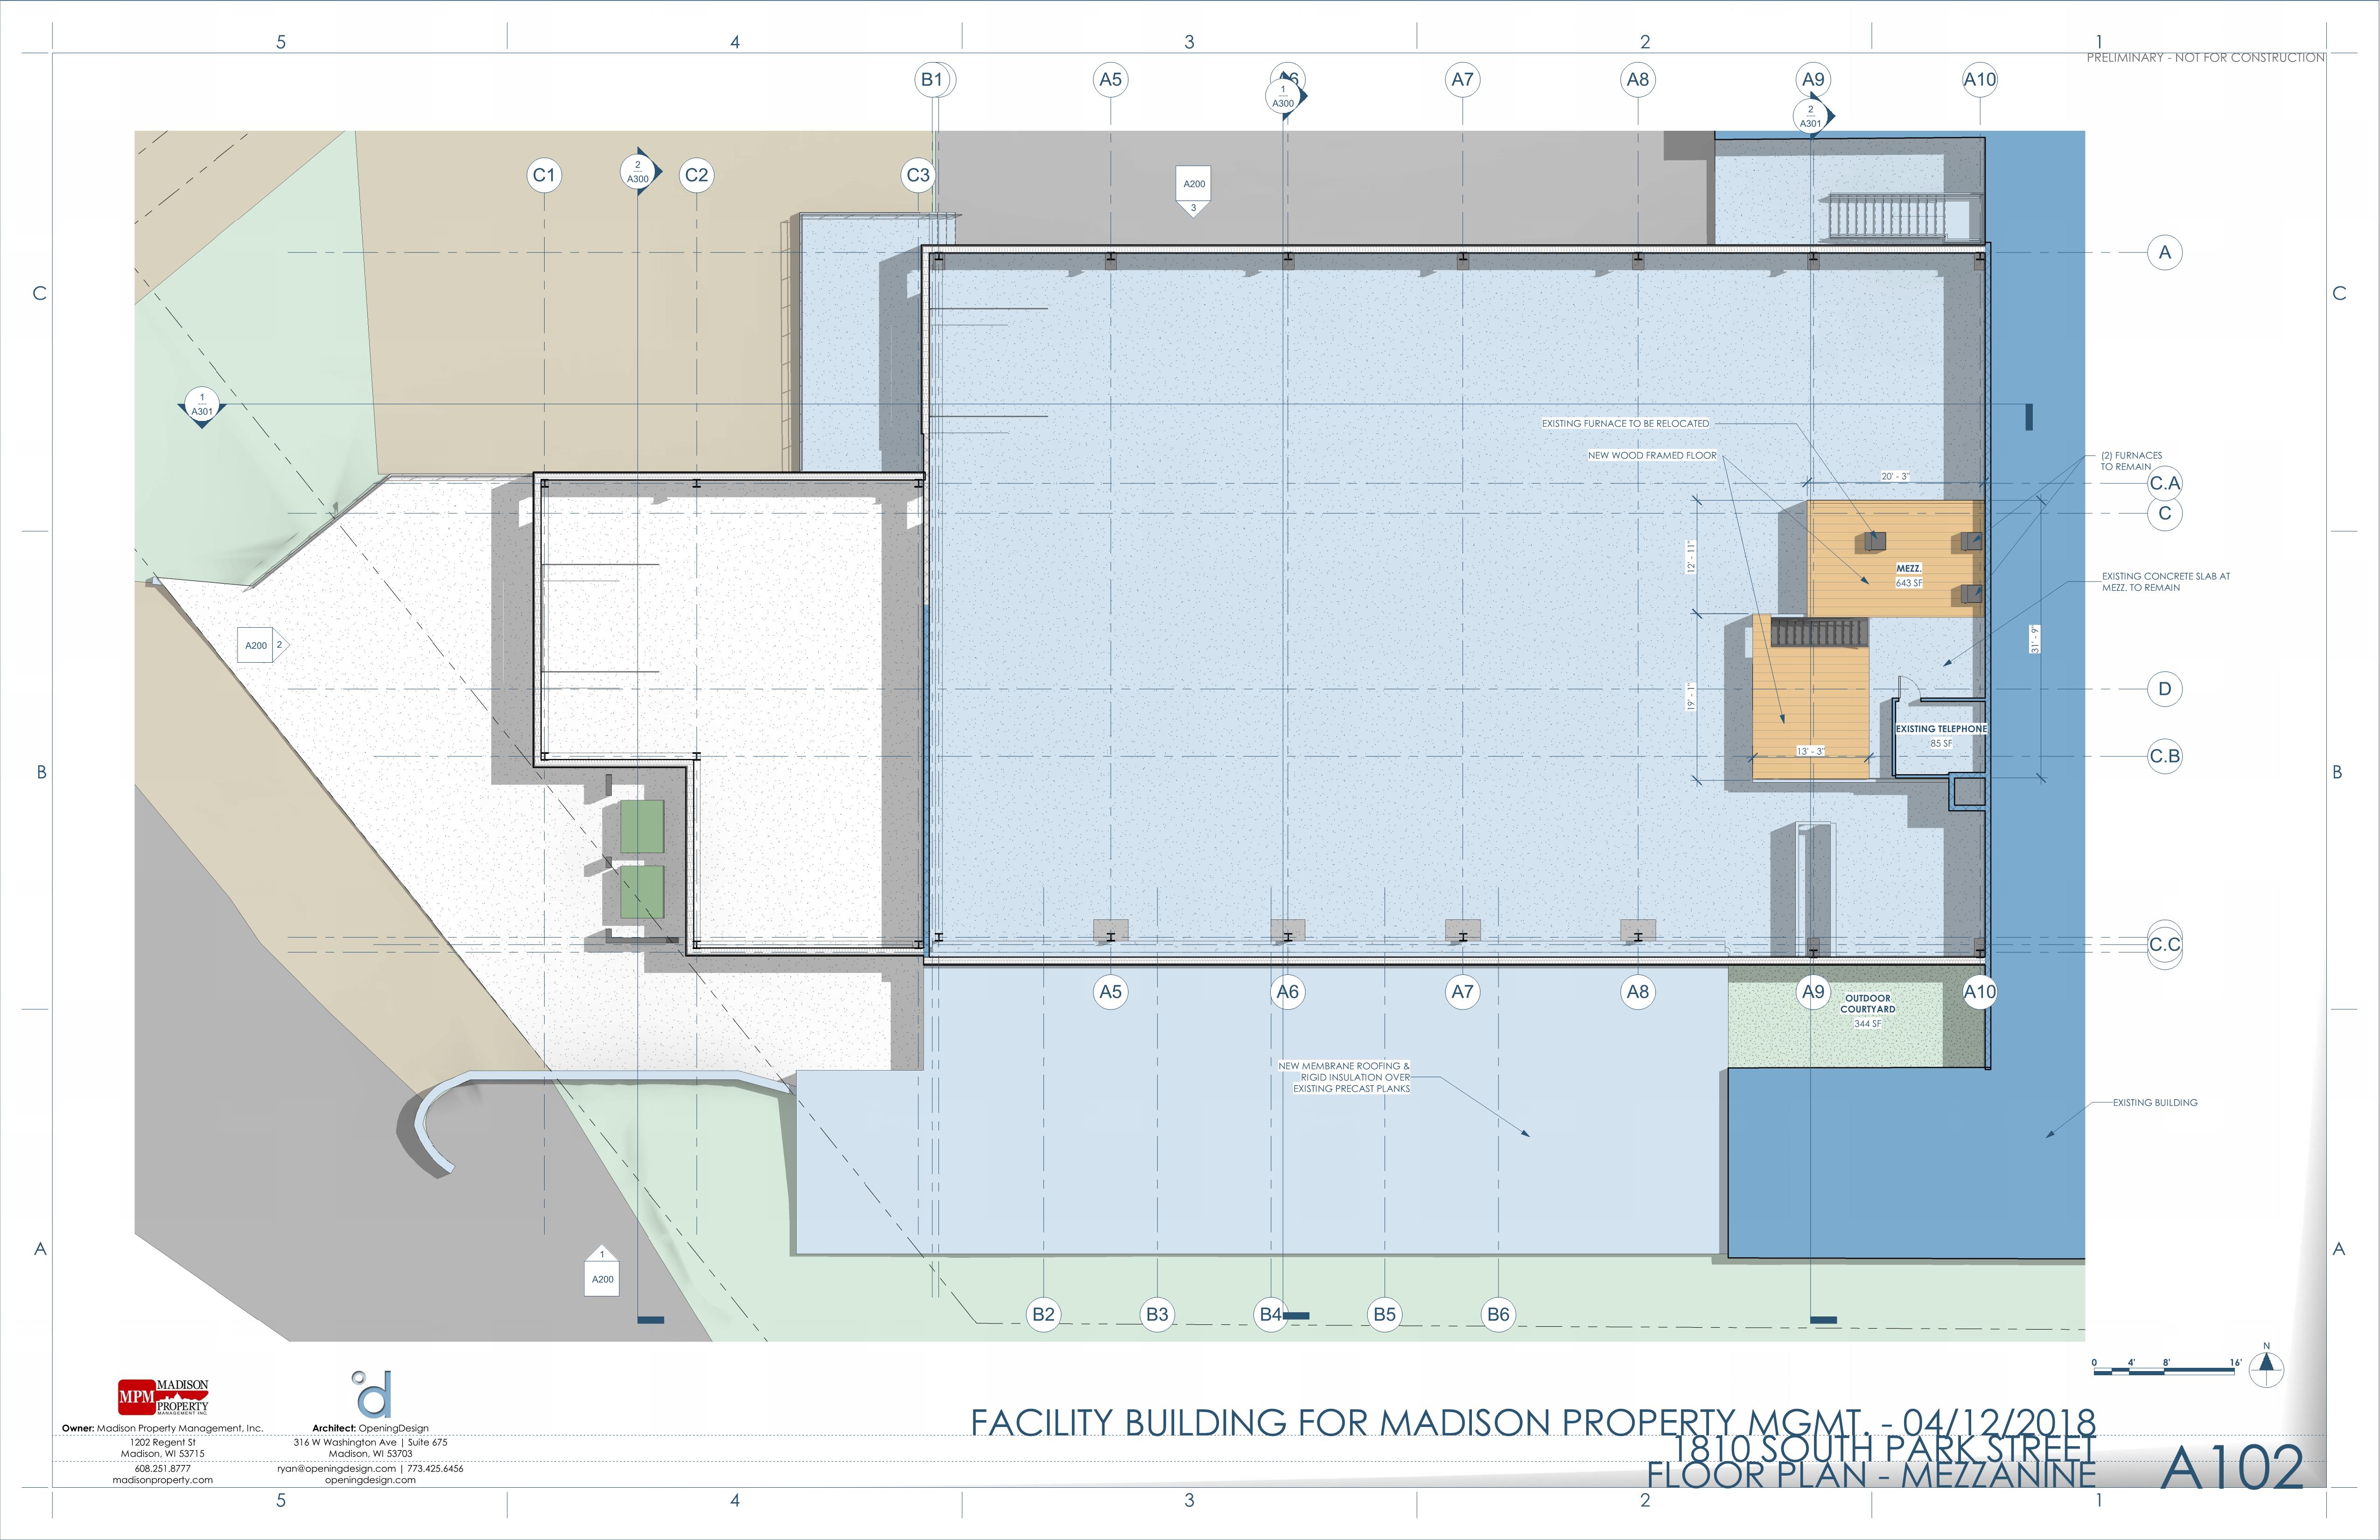 5
4
3
2
1
PRELIMINARY - NOT FOR CONSTRUCTION
B1
A5
A6
A7
A8
A9
A10
1
A300
2
A301
C1
2
A300
C2
C3
A200
3
A
C
C
1
A301
EXISTING FURNACE TO BE RELOCATED
NEW WOOD FRAMED FLOOR
(2) FURNACES
TO REMAIN
20' - 3"
C.A
C
12' - 11"
MEZZ.
643 SF
EXISTING CONCRETE SLAB AT
MEZZ. TO REMAIN
A200
2
31' - 9"
19' - 1"
D
EXISTING TELEPHONE
85 SF
13' - 3"
C.B
B
B
C.C
A5
A6
A7
A8
A9
A10
OUTDOOR
COURTYARD
344 SF
NEW MEMBRANE ROOFING &
RIGID INSULATION OVER
EXISTING PRECAST PLANKS
EXISTING BUILDING
A
A
1
A200
B2
B3
B4
B5
B6
0 4' 8' 16'
N
MPM MADISON
PROPERTY
MANAGEMENT INC
d
Owner: Madison Property Management, Inc.
1202 Regent St
Madison, WI 53715
608.251.8777
madisonproperty.com
Architect: OpeningDesign
316 W Washington Ave | Suite 675
Madison, WI 53703
ryan@openingdesign.com | 773.425.6456
openingdesign.com
FACILITY BUILDING FOR MADISON PROPERTY MGMT. - 04/12/2018
1810 SOUTH PARK STREET
FLOOR PLAN - MEZZANINE
A102
5
4
3
2
1